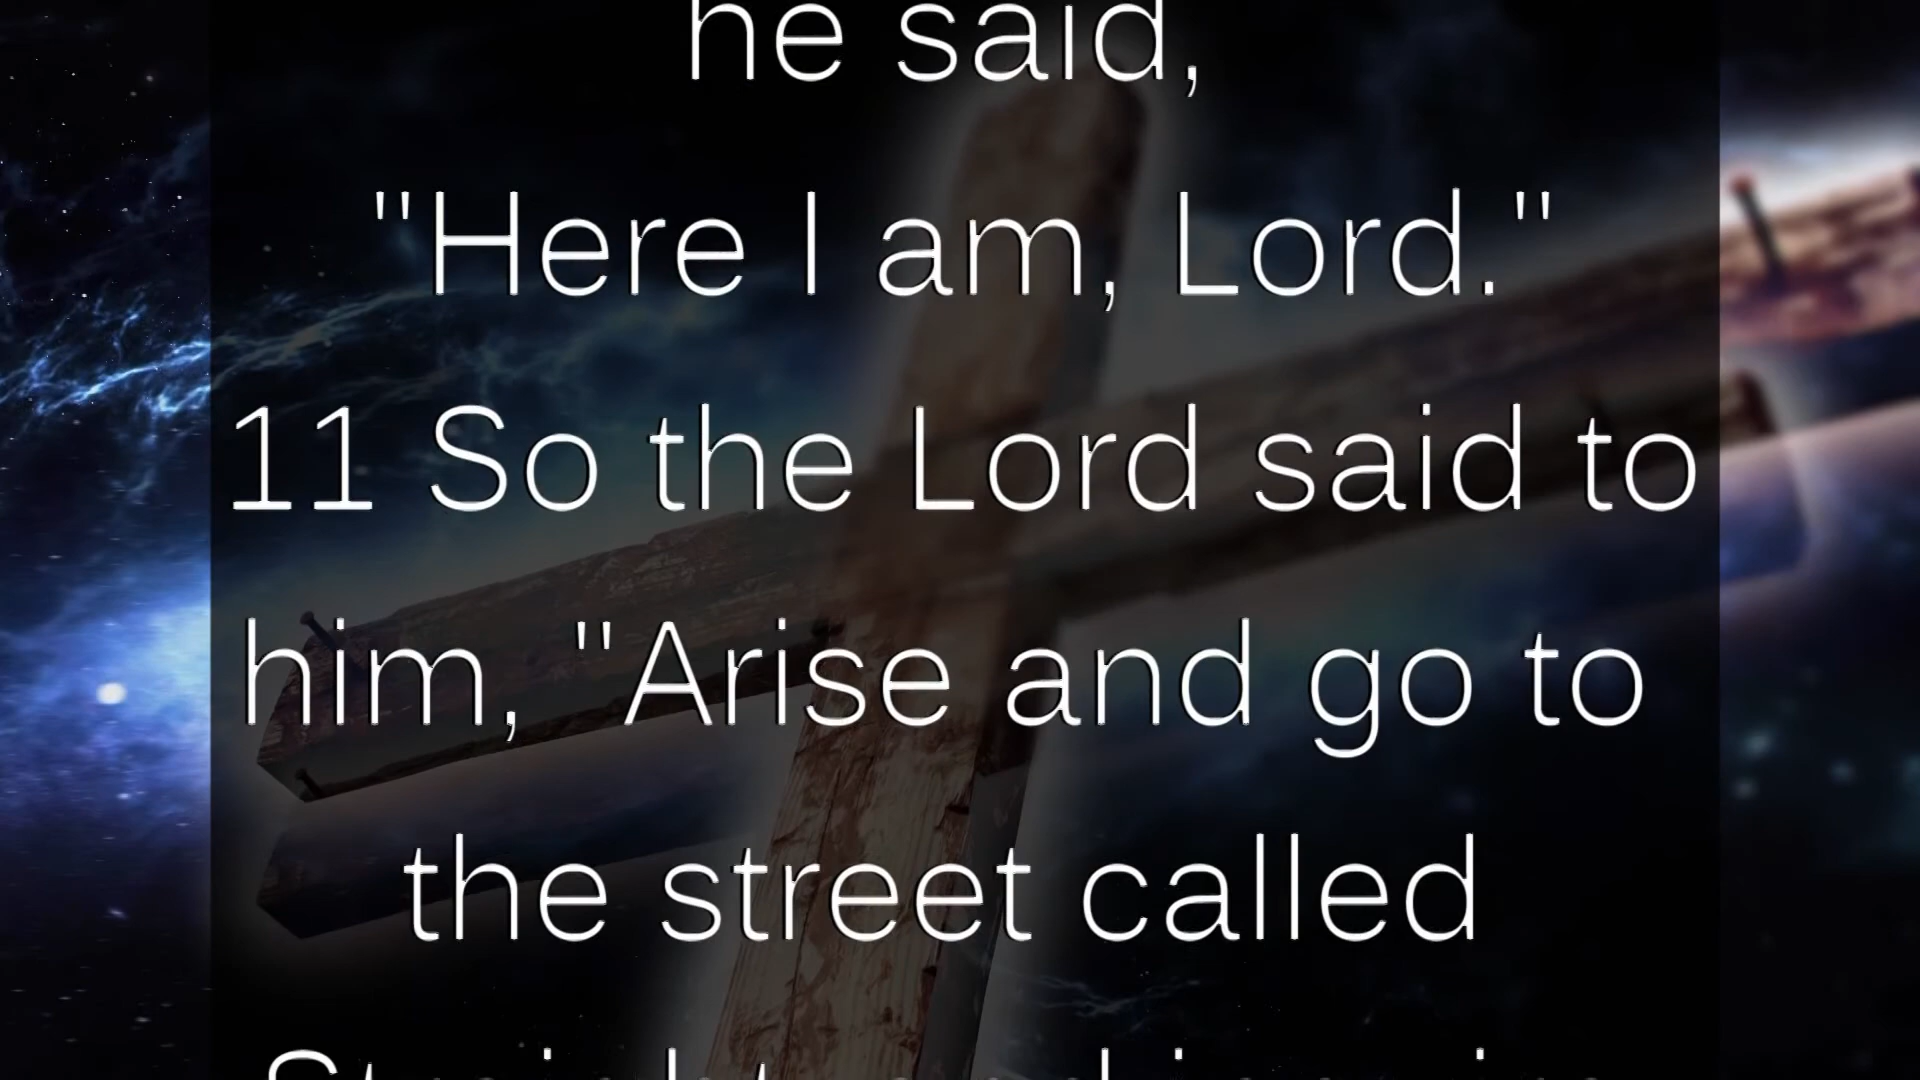 he said,
"Here I am, Lord."
11 So the Lord said to
him, "Arise and go to
the street called